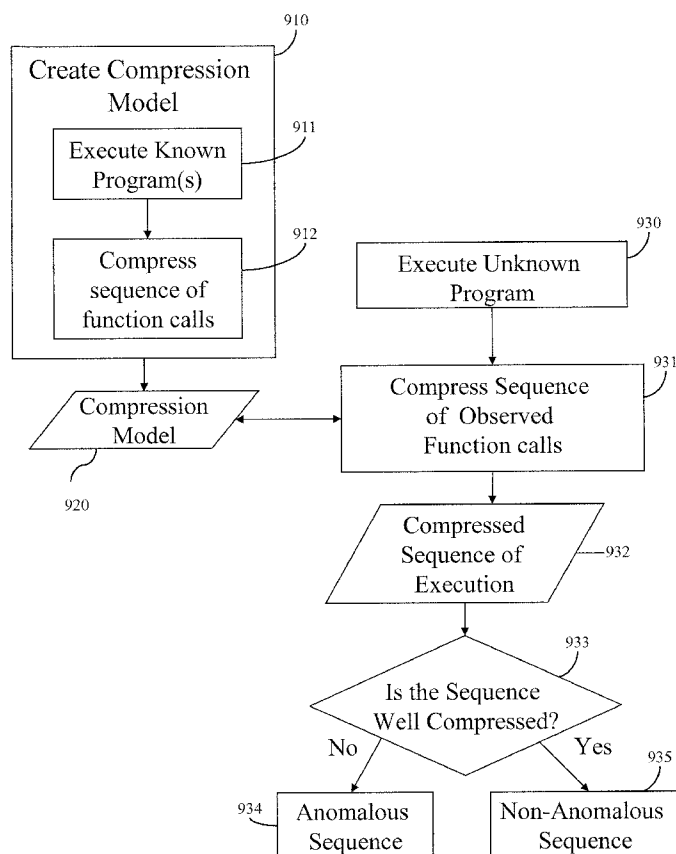 910
Create Compression
Model
911
Execute Known
Program(s)
912
Compress
sequence of
function calls
930
Execute Unknown
Program
931
Compress Sequence
of Observed
Function calls
Compression
Model
920
Compressed
Sequence of
Execution
932
933
Is the Sequence
Well Compressed?
No
Yes
934
Anomalous
Sequence
935
Non-Anomalous
Sequence